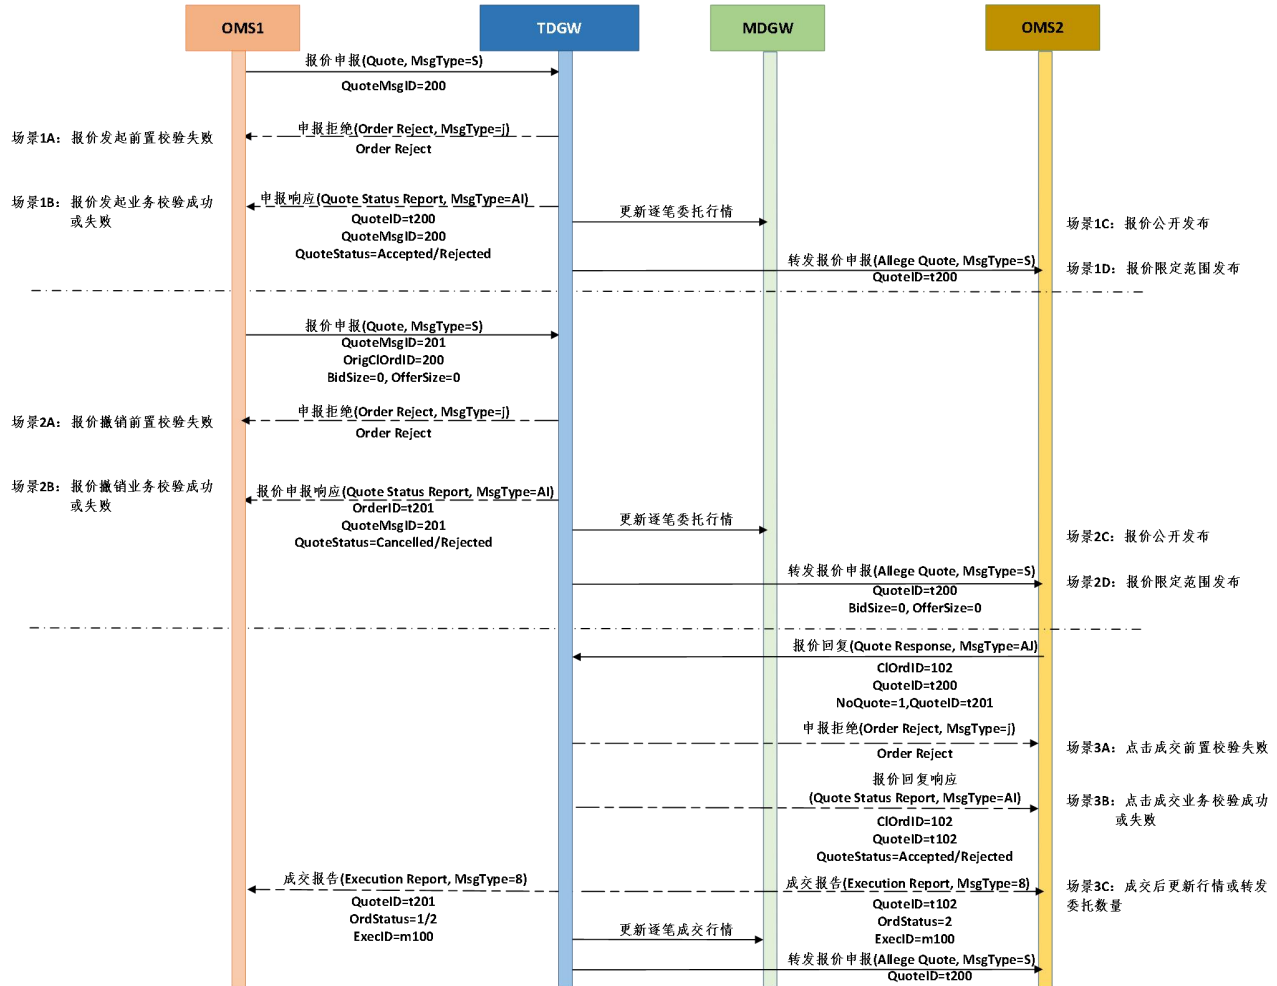 OMS1
TDGW
MDGW
OMS2
报价申报(Quote, MsgType=S)
QuoteMsgID=200
场景1A：报价发起前置校验失败
申报拒绝(Order Reject, MsgType=j)
Order Reject
场景1B：报价发起业务校验成功
或失败
申报响应(Quote Status Report, MsgType=AI)
QuoteID=t200
QuoteMsgID=200
QuoteStatus=Accepted/Rejected
更新逐笔委托行情
场景1C：报价公开发布
转发报价申报(Allege Quote, MsgType=S)
QuoteID=t200
场景1D：报价限定范围发布
报价申报(Quote, MsgType=S)
QuoteMsgID=201
OrigClOrdID=200
BidSize=0, OfferSize=0
场景2A：报价撤销前置校验失败
申报拒绝(Order Reject, MsgType=j)
Order Reject
场景2B：报价撤销业务校验成功
或失败
报价申报响应(Quote Status Report, MsgType=AI)
OrderID=t201
QuoteMsgID=201
QuoteStatus=Cancelled/Rejected
更新逐笔委托行情
场景2C：报价公开发布
转发报价申报(Allege Quote, MsgType=S)
QuoteID=t200
BidSize=0, OfferSize=0
场景2D：报价限定范围发布
报价回复(Quote Response, MsgType=AJ)
ClOrdID=102
QuoteID=t200
NoQuote=1,QuoteID=t201
申报拒绝(Order Reject, MsgType=j)
Order Reject
场景3A：点击成交前置校验失败
报价回复响应
(Quote Status Report, MsgType=AI)
ClOrdID=102
QuoteID=t102
QuoteStatus=Accepted/Rejected
场景3B：点击成交业务校验成功
或失败
成交报告(Execution Report, MsgType=8)
QuoteID=t201
OrdStatus=1/2
ExecID=m100
成交报告(Execution Report, MsgType=8)
QuoteID=t102
OrdStatus=2
ExecID=m100
场景3C：成交后更新行情或转发
委托数量
更新逐笔成交行情
转发报价申报(Allege Quote, MsgType=S)
QuoteID=t200